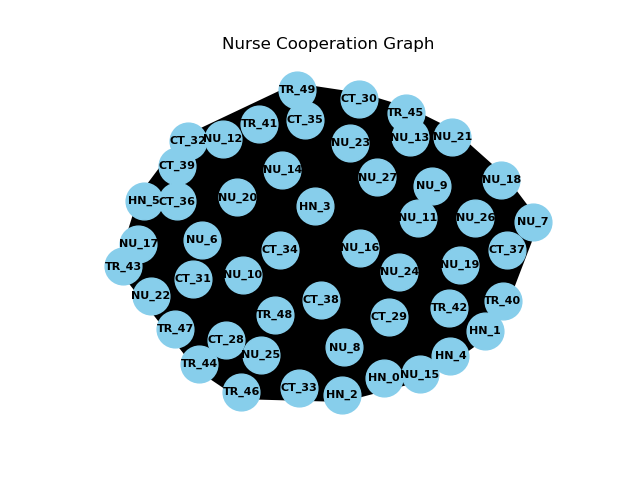 Nurse Cooperation Graph
TR_49
CT_30
TR_45
CT_35
TR_41
NU_13
NU_21
NU_12
CT_32
NU_23
CT_39
NU_14
NU_27
NU_18
NU_9
NU_20
HN_5
CT_36
HN_3
NU_11
NU_26
NU_7
NU_6
NU_17
CT_34
NU_16
CT_37
TR_43
NU_19
NU_24
NU_10
CT_31
NU_22
CT_38
TR_40
TR_42
TR_48
CT_29
TR_47
HN_1
CT_28
NU_8
NU_25
HN_4
TR_44
NU_15
HN_0
CT_33
TR_46
HN_2